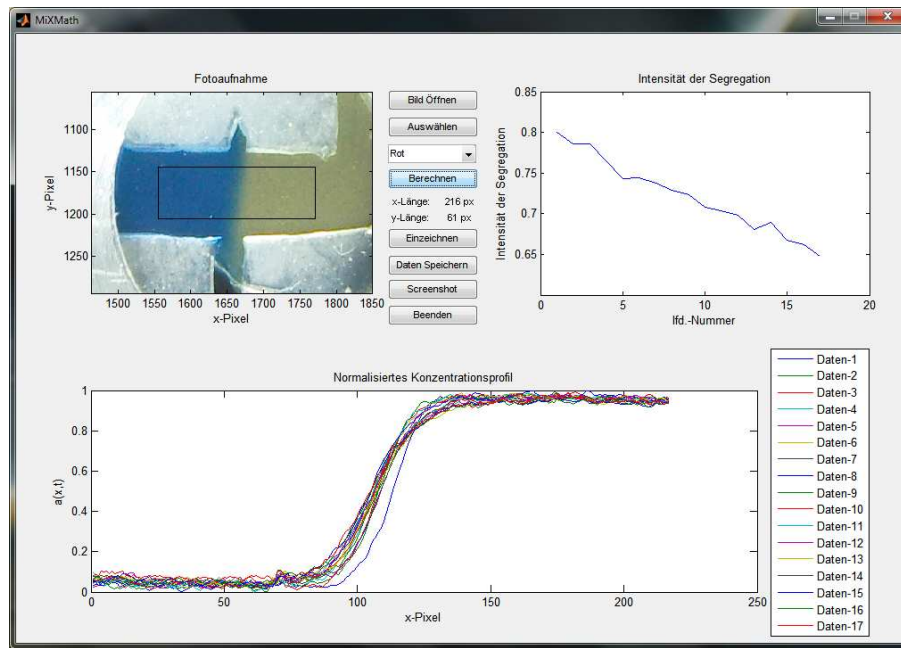 MiXMath
Fotoaufnahme
y-Pixel
1100
1150
1200
1250
1500 1550 1600 1650 1700 1750 1800 1850
x-Pixel
Bild Öffnen
Auswählen
Rot
Berechnen
x-Länge: 216 px
y-Länge: 61 px
Einzeichnen
Daten Speichern
Screenshot
Beenden
Intensität der Segregation
Intensität der Segregation
0.85
0.8
0.75
0.7
0.65
0 5 10 15 20
lfd.-Nummer
Normalisiertes Konzentrationsprofil
a(x,t)
1
0.8
0.6
0.4
0.2
0
0 50 100 150 200 250
x-Pixel
Daten-1
Daten-2
Daten-3
Daten-4
Daten-5
Daten-6
Daten-7
Daten-8
Daten-9
Daten-10
Daten-11
Daten-12
Daten-13
Daten-14
Daten-15
Daten-16
Daten-17